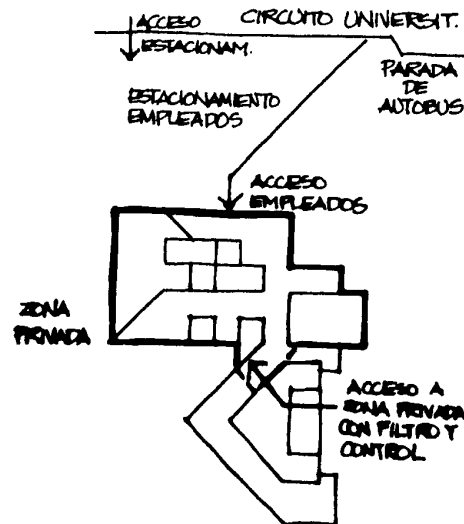 ACCESO
ESTACIONAM.
CIRCUITO UNIVERSIT.
PARADA
DE
AUTOBUS
ESTACIONAMIENTO
EMPLEADOS
ACCESO
EMPLEADOS
ZONA
PRIVADA
ACCESO A
ZONA PRIVADA
CON FILTRO Y
CONTROL